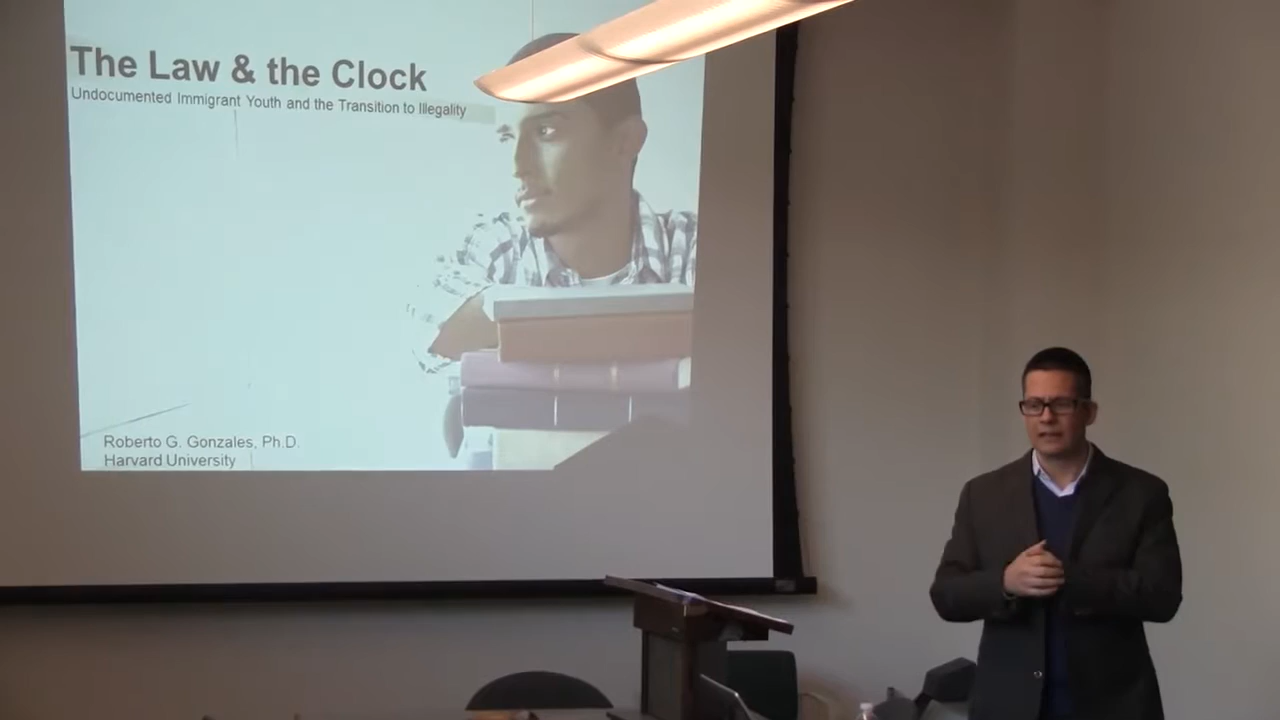 The Law & the Clock
Undocumented Immigrant Youth and the Transition to Illegality
Roberto G. Gonzales, Ph.D.
Harvard University